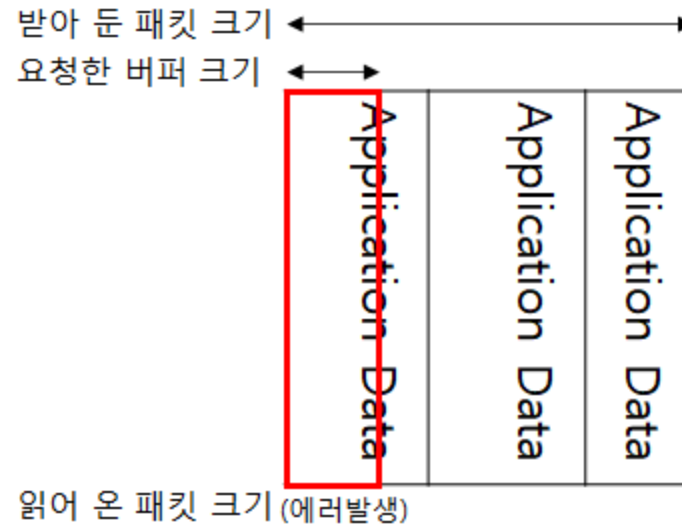 받아 둔 패킷 크기
요청한 버퍼 크기
Application Data
Application Data
Application Data
읽어 온 패킷 크기 (에러발생)